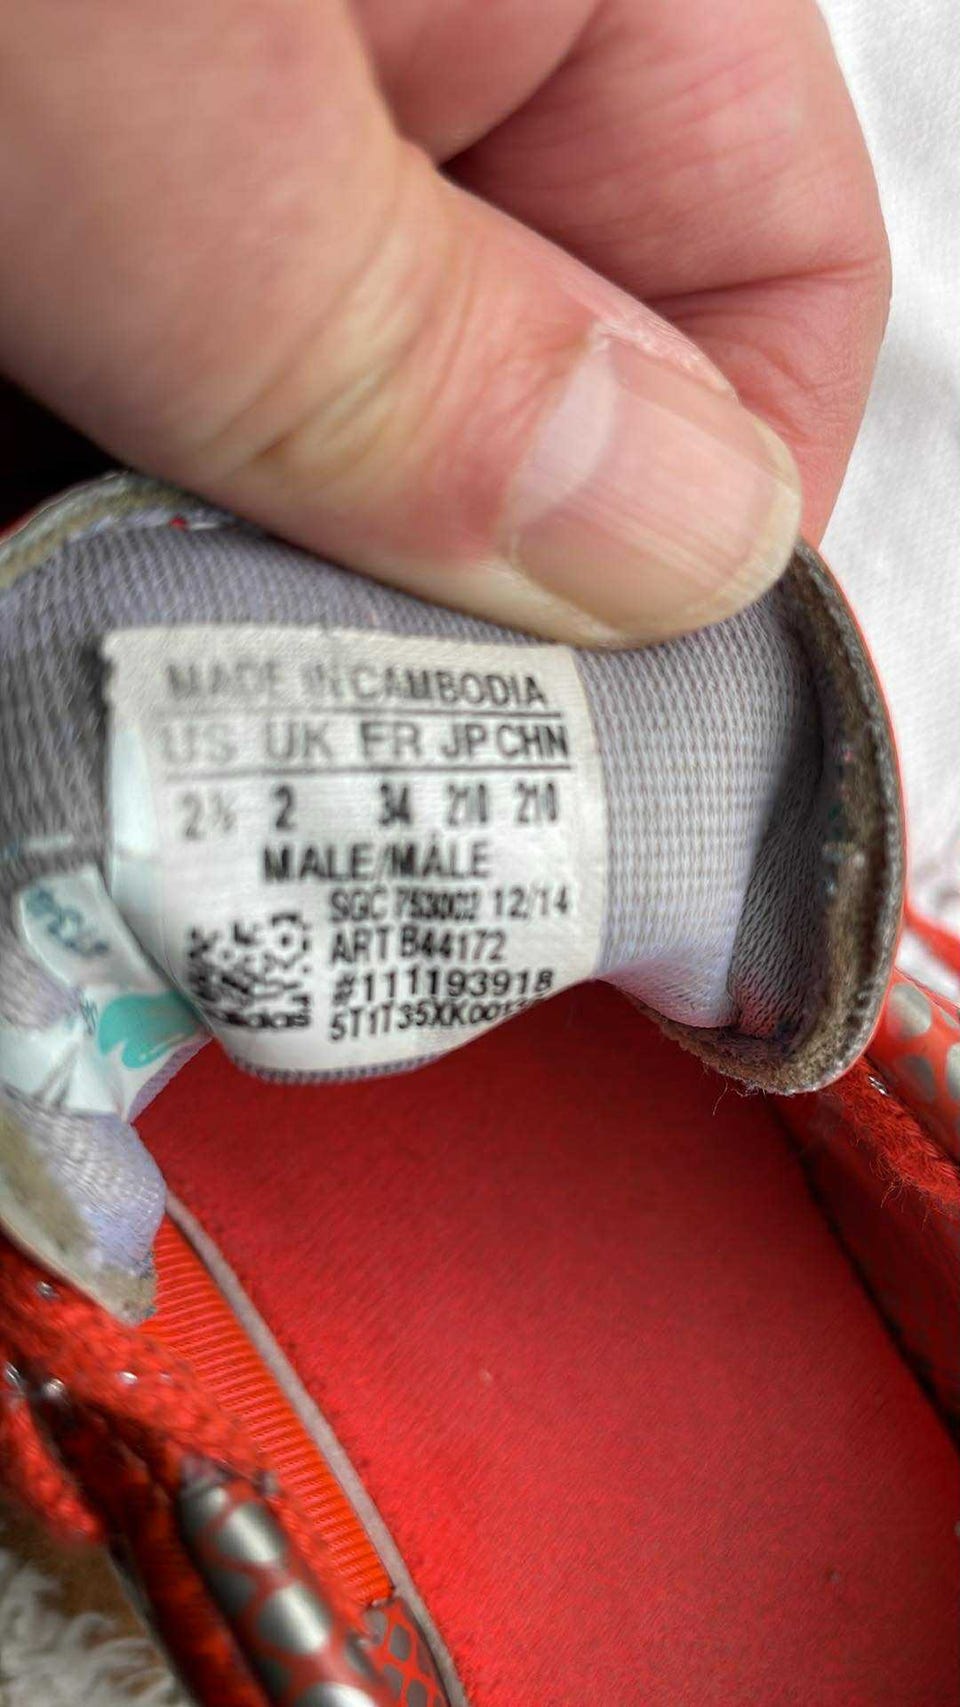 MADE IN CAMBODIA
US UK FR JP CHN
2½ 2 34 210 210
MALE/MALE
SGC 753002 12/14
ART B44172
#111193918